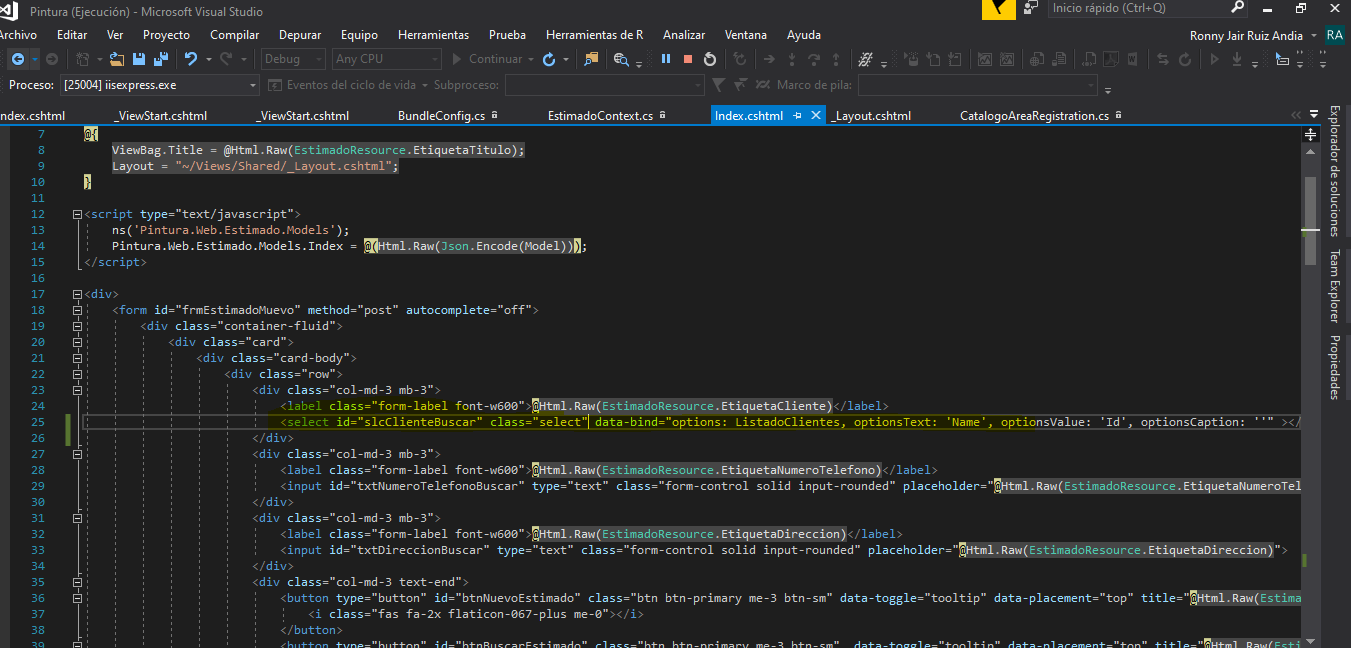 Pintura (Ejecución) - Microsoft Visual Studio
Inicio rápido (Ctrl+Q)
Archivo Editar Ver Proyecto Compilar Depurar Equipo Herramientas Prueba Herramientas de R Analizar Ventana Ayuda
Ronny Jair Ruiz Andia RA
Debug Any CPU Continuar
Proceso: [25004] iisexpress.exe Eventos del ciclo de vida Subproceso: Marco de pila:
ndex.cshtml _ViewStart.cshtml _ViewStart.cshtml BundleConfig.cs EstimadoContext.cs Index.cshtml _Layout.cshtml CatalogoAreaRegistration.cs
7 @{
8 ViewBag.Title = @Html.Raw(EstimadoResource.EtiquetaTitulo);
9 Layout = "~/Views/Shared/_Layout.cshtml";
10 }
11
12 <script type="text/javascript">
13 ns('Pintura.Web.Estimado.Models');
14 Pintura.Web.Estimado.Models.Index = @(Html.Raw(Json.Encode(Model)));
15 </script>
16
17 <div>
18 <form id="frmEstimadoMuevo" method="post" autocomplete="off">
19 <div class="container-fluid">
20 <div class="card">
21 <div class="card-body">
22 <div class="row">
23 <div class="col-md-3 mb-3">
24 <label class="form-label font-w600">@Html.Raw(EstimadoResource.EtiquetaCliente)</label>
25 <select id="slcClienteBuscar" class="select" data-bind="options: ListadoClientes, optionsText: 'Name', optionsValue: 'Id', optionsCaption: ''" ></
26 </div>
27 <div class="col-md-3 mb-3">
28 <label class="form-label font-w600">@Html.Raw(EstimadoResource.EtiquetaNumeroTelefono)</label>
29 <input id="txtNumeroTelefonoBuscar" type="text" class="form-control solid input-rounded" placeholder="@Html.Raw(EstimadoResource.EtiquetaNumeroTel
30 </div>
31 <div class="col-md-3 mb-3">
32 <label class="form-label font-w600">@Html.Raw(EstimadoResource.EtiquetaDireccion)</label>
33 <input id="txtDireccionBuscar" type="text" class="form-control solid input-rounded" placeholder="@Html.Raw(EstimadoResource.EtiquetaDireccion)">
34 </div>
35 <div class="col-md-3 text-end">
36 <button type="button" id="btnNuevoEstimado" class="btn btn-primary me-3 btn-sm" data-toggle="tooltip" data-placement="top" title="@Html.Raw(Estima
37 <i class="fas fa-2x flaticon-067-plus me-0"></i>
38 </button>
39 <button type="button" id="btnBuscarEstimado" class="btn btn-primary me-3 btn-sm" data-toggle="tooltip" data-placement="top" title="@Html.Raw(Esti
Explorador de soluciones
Team Explorer
Propiedades